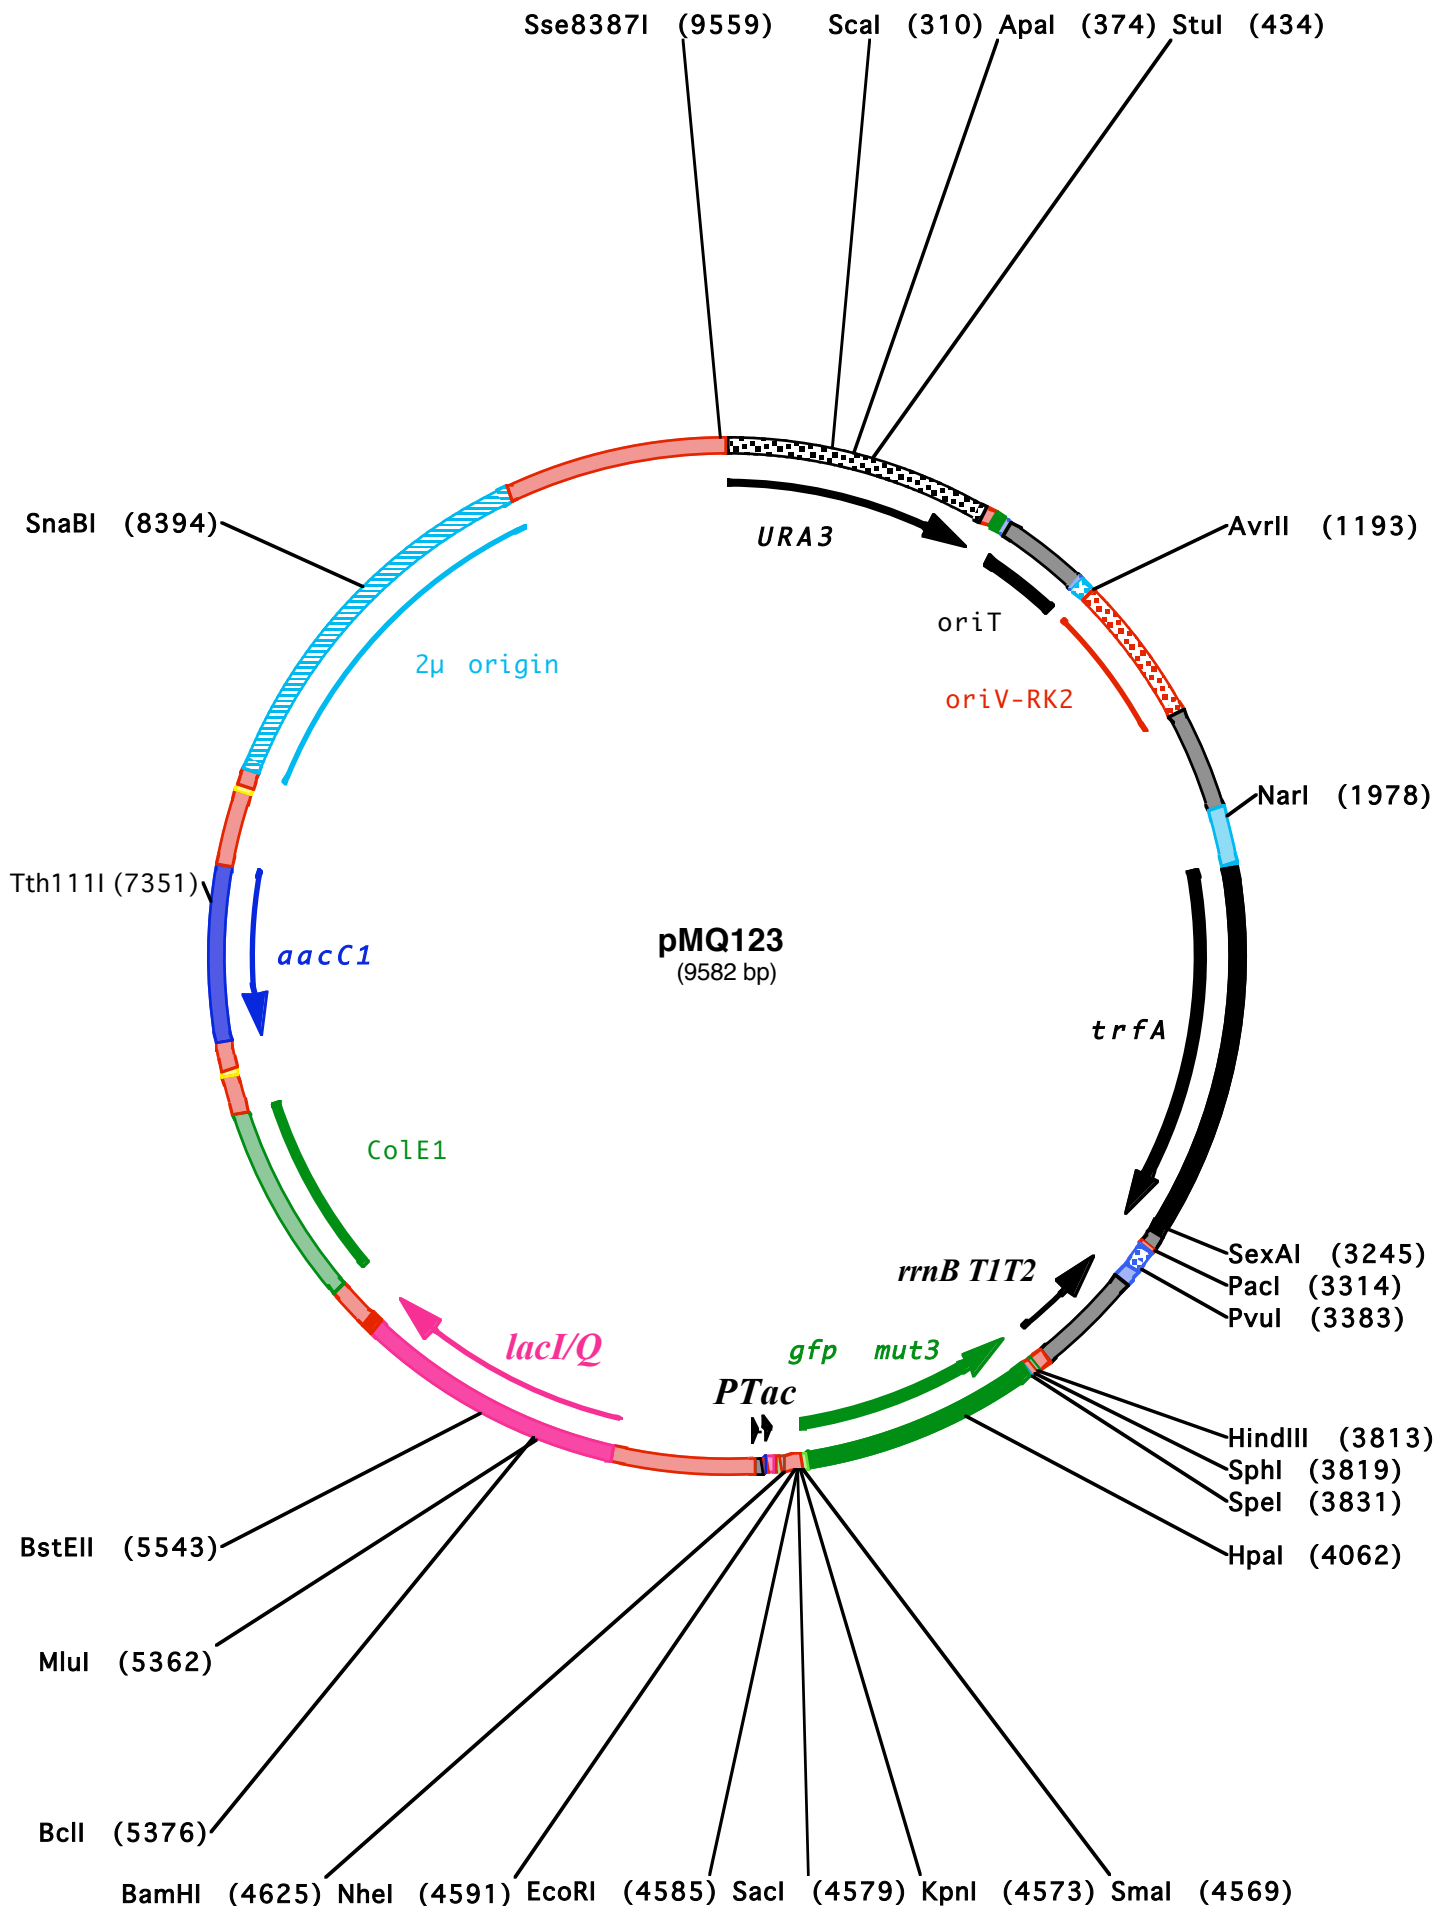 Sse8387I (9559) ScaI (310) ApaI (374) StuI (434)
SnaBI (8394)
AvrII (1193)
URA3
oriT
2µ origin
oriV-RK2
NarI (1978)
Tth111I (7351)
pMQ123
(9582 bp)
aacC1
trfA
ColE1
SexAI (3245)
rrnB T1T2
PacI (3314)
PvuI (3383)
lacI/Q
gfp mut3
PTac
HindIII (3813)
SphI (3819)
SpeI (3831)
BstEII (5543)
HpaI (4062)
MluI (5362)
BclI (5376)
BamHI (4625) NheI (4591) EcoRI (4585) SacI (4579) KpnI (4573) SmaI (4569)